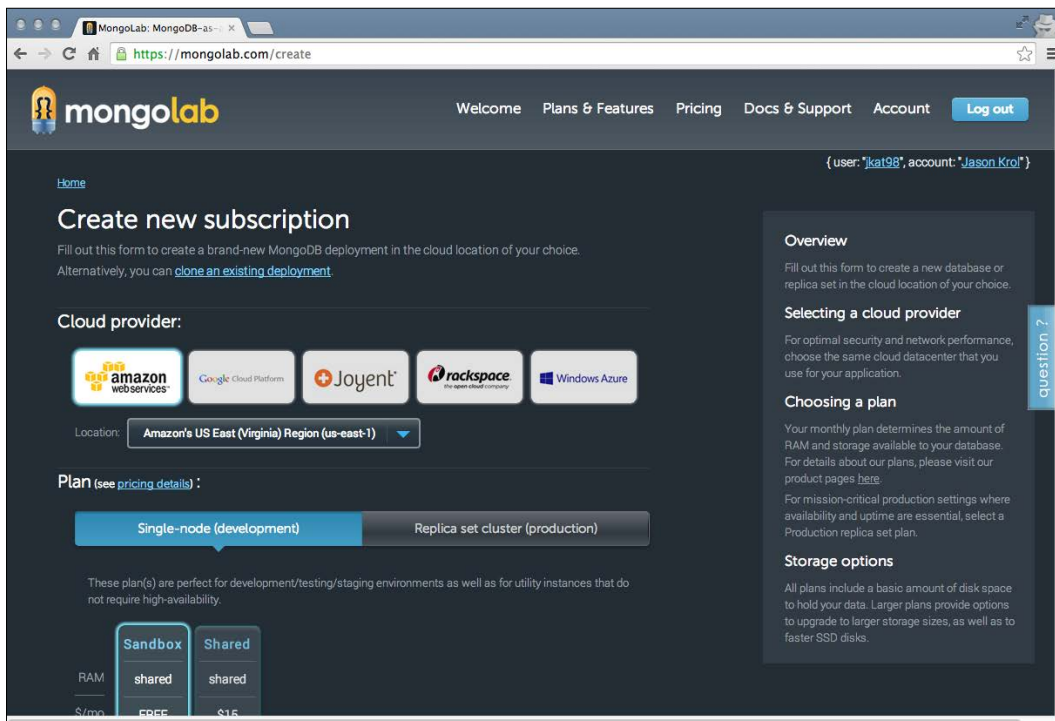 MongoLab: MongoDB-as-
https://mongolab.com/create
mongolab
Welcome Plans & Features Pricing Docs & Support Account Log out
{ user: "jkat98", account: "Jason Krol" }
Home
Create new subscription
Fill out this form to create a brand-new MongoDB deployment in the cloud location of your choice.
Alternatively, you can clone an existing deployment.
Cloud provider:
amazon
webservices™
Google Cloud Platform
Joyent
rackspace
the open cloud company
Windows Azure
Location: Amazon's US East (Virginia) Region (us-east-1)
Plan (see pricing details) :
Single-node (development) Replica set cluster (production)
These plan(s) are perfect for development/testing/staging environments as well as for utility instances that do
not require high-availability.
Sandbox Shared
RAM shared shared
$/mo FREE $15
Overview
Fill out this form to create a new database or
replica set in the cloud location of your choice.
Selecting a cloud provider
For optimal security and network performance,
choose the same cloud datacenter that you
use for your application.
Choosing a plan
Your monthly plan determines the amount of
RAM and storage available to your database.
For details about our plans, please visit our
product pages here.
For mission-critical production settings where
availability and uptime are essential, select a
Production replica set plan.
Storage options
All plans include a basic amount of disk space
to hold your data. Larger plans provide options
to upgrade to larger storage sizes, as well as to
faster SSD disks.
question ?